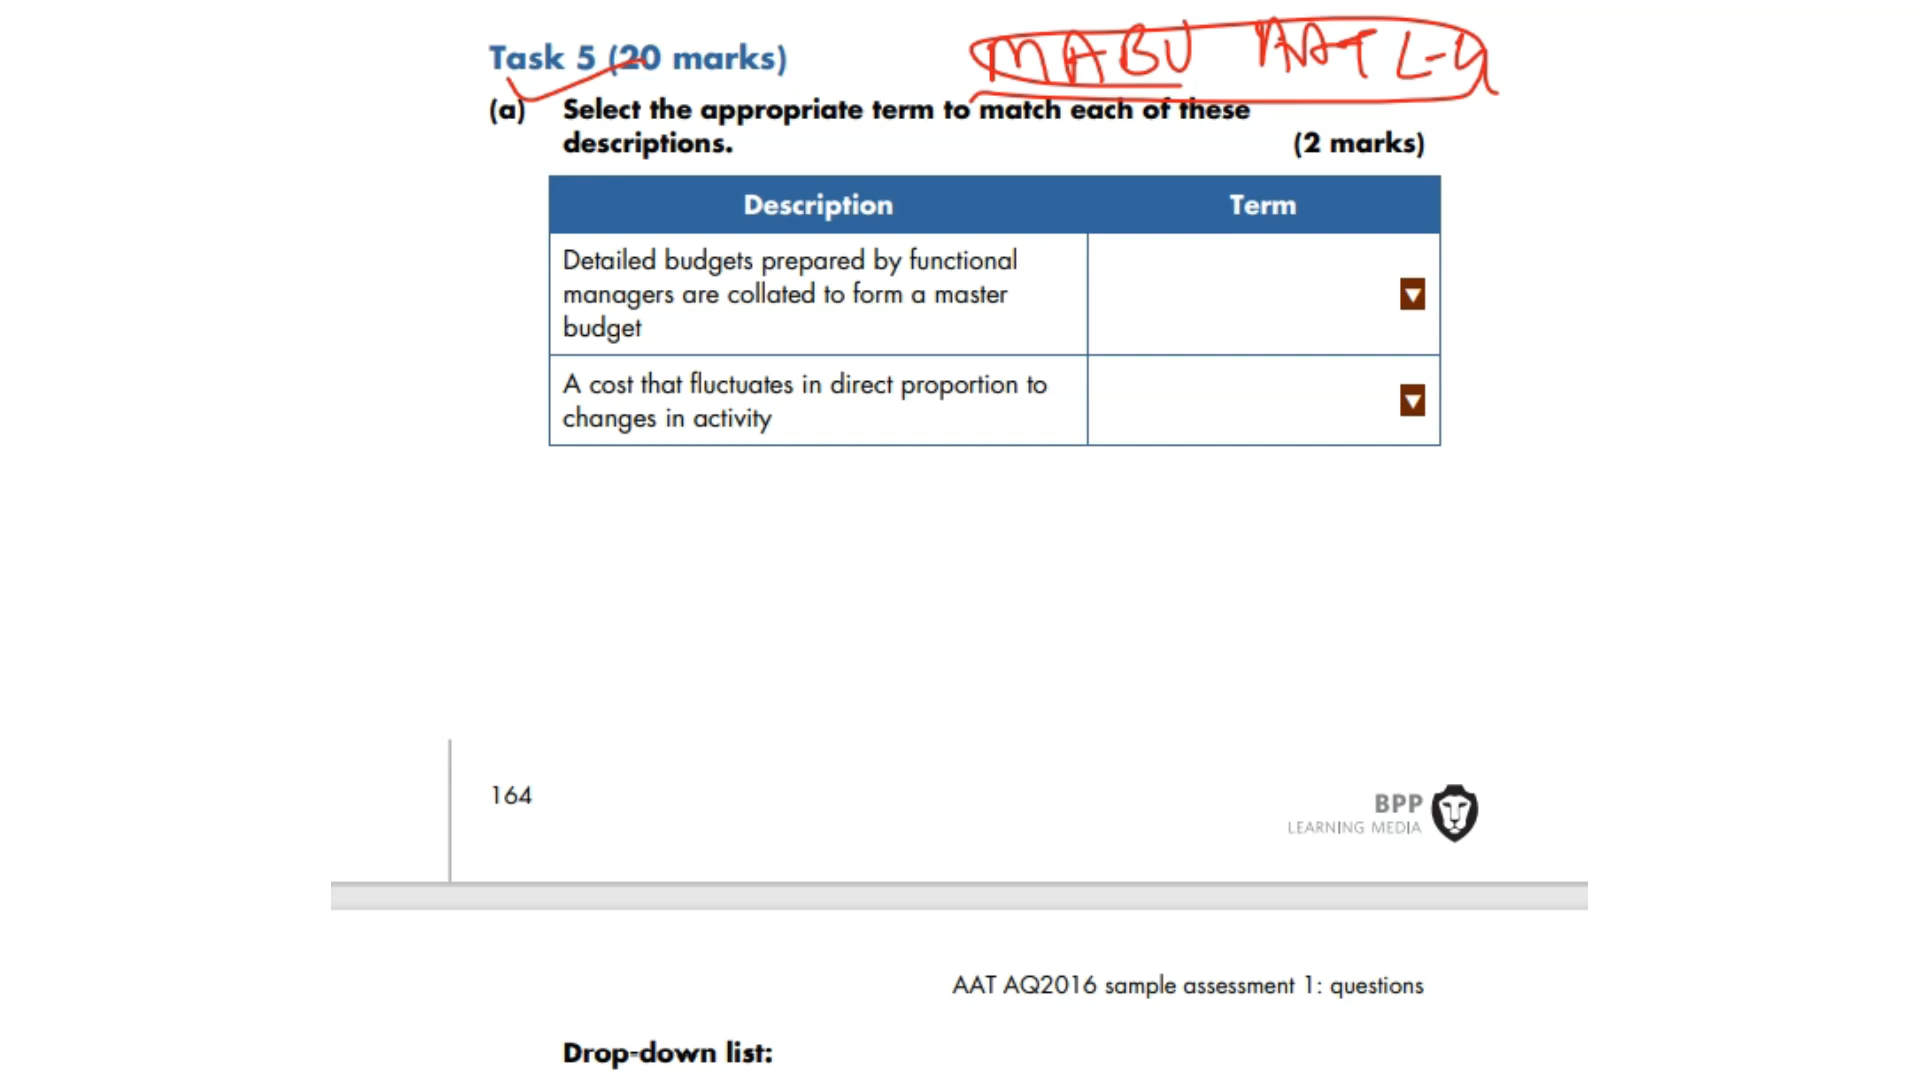 Task 5 (20 marks)
MABU AAT L-4
(a) Select the appropriate term to match each of these
descriptions. (2 marks)
Description Term
Detailed budgets prepared by functional
managers are collated to form a master
budget
A cost that fluctuates in direct proportion to
changes in activity
164
BPP
LEARNING MEDIA
AAT AQ2016 sample assessment 1: questions
Drop-down list: